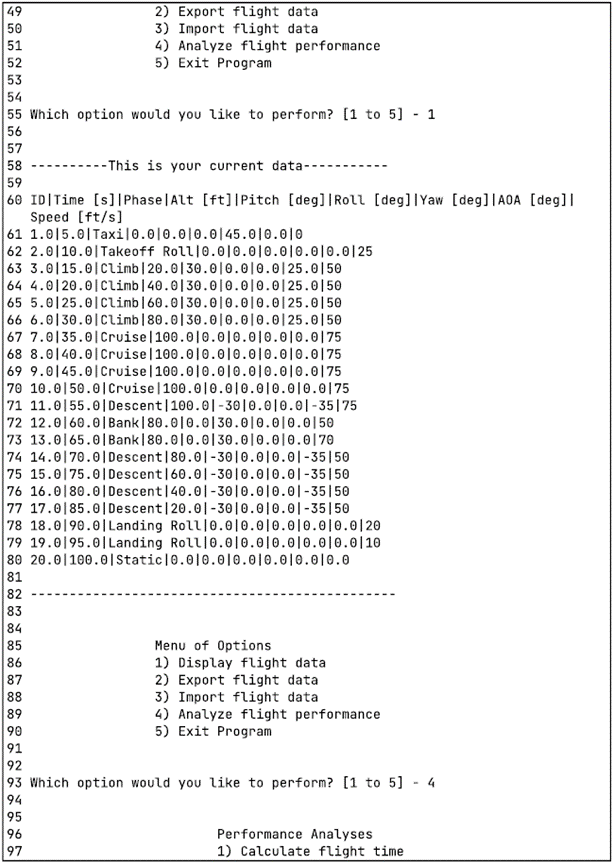 49 2) Export flight data
50 3) Import flight data
51 4) Analyze flight performance
52 5) Exit Program
53
54
55 Which option would you like to perform? [1 to 5] - 1
56
57
58 ----------This is your current data-----------
59
60 ID|Time [s]|Phase|Alt [ft]|Pitch [deg]|Roll [deg]|Yaw [deg]|AOA [deg]|
Speed [ft/s]
61 1.0|5.0|Taxi|0.0|0.0|0.0|45.0|0.0|0
62 2.0|10.0|Takeoff Roll|0.0|0.0|0.0|0.0|0.0|25
63 3.0|15.0|Climb|20.0|30.0|0.0|0.0|25.0|50
64 4.0|20.0|Climb|40.0|30.0|0.0|0.0|25.0|50
65 5.0|25.0|Climb|60.0|30.0|0.0|0.0|25.0|50
66 6.0|30.0|Climb|80.0|30.0|0.0|0.0|25.0|50
67 7.0|35.0|Cruise|100.0|0.0|0.0|0.0|0.0|75
68 8.0|40.0|Cruise|100.0|0.0|0.0|0.0|0.0|75
69 9.0|45.0|Cruise|100.0|0.0|0.0|0.0|0.0|75
70 10.0|50.0|Cruise|100.0|0.0|0.0|0.0|0.0|75
71 11.0|55.0|Descent|100.0|-30|0.0|0.0|-35|75
72 12.0|60.0|Bank|80.0|0.0|30.0|0.0|0.0|50
73 13.0|65.0|Bank|80.0|0.0|30.0|0.0|0.0|70
74 14.0|70.0|Descent|80.0|-30|0.0|0.0|-35|50
75 15.0|75.0|Descent|60.0|-30|0.0|0.0|-35|50
76 16.0|80.0|Descent|40.0|-30|0.0|0.0|-35|50
77 17.0|85.0|Descent|20.0|-30|0.0|0.0|-35|50
78 18.0|90.0|Landing Roll|0.0|0.0|0.0|0.0|0.0|20
79 19.0|95.0|Landing Roll|0.0|0.0|0.0|0.0|0.0|10
80 20.0|100.0|Static|0.0|0.0|0.0|0.0|0.0|0.0
81
82 -----------------------------------------------
83
84
85 Menu of Options
86 1) Display flight data
87 2) Export flight data
88 3) Import flight data
89 4) Analyze flight performance
90 5) Exit Program
91
92
93 Which option would you like to perform? [1 to 5] - 4
94
95
96 Performance Analyses
97 1) Calculate flight time